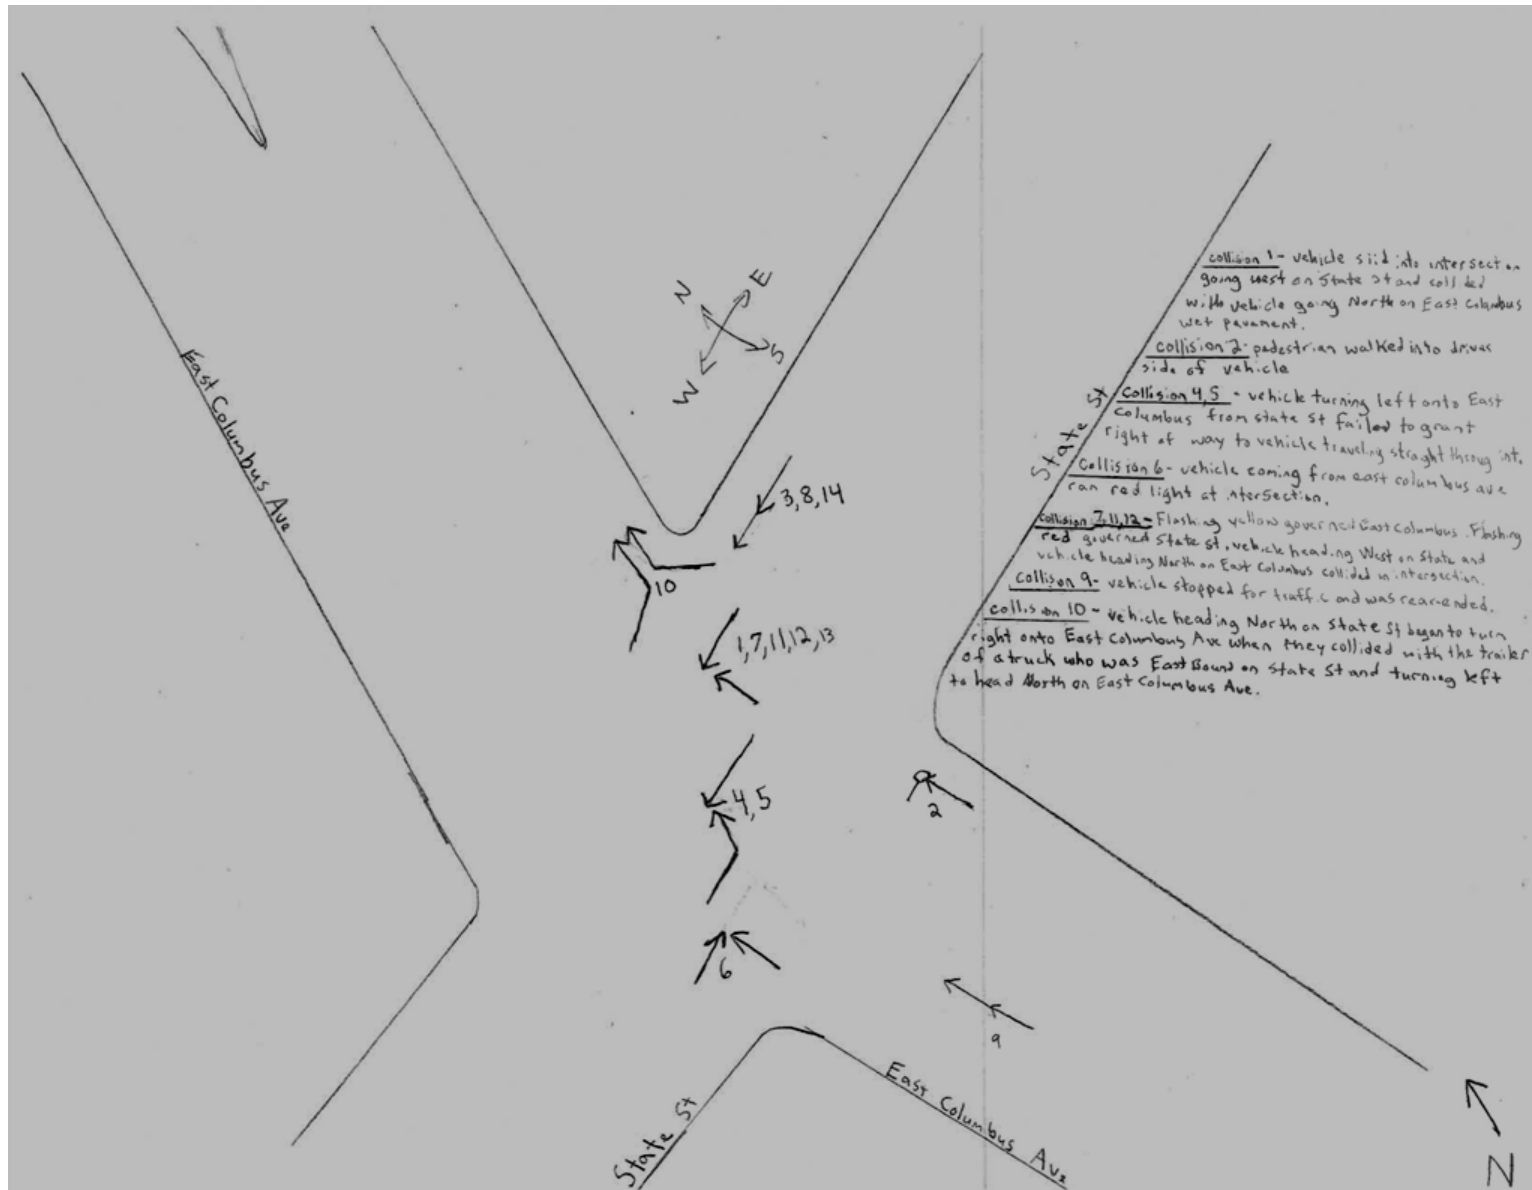 East Columbus Ave
N
E
W
S
3,8,14
10
1,7,11,12,13
4,5
2
6
9
State St
State St
East Columbus Ave
N
collision 1- vehicle slid into intersection
going west on State St and collided
with vehicle going North on East Columbus
wet pavement.
collision 2- pedestrian walked into drives
side of vehicle
Collision 4,5 - vehicle turning left onto East
Columbus from state St failed to grant
right of way to vehicle traveling straght throug int.
Collision 6- vehicle coming from east columbus ave
ran red light at intersection.
collision 7,11,12- Flashing yellow governed East Columbus. Flashing
red governed State St, vehicle heading West on State and
vehicle heading North on East Columbus collided in intersection.
Collison 9- vehicle stopped for traffic and was rear-ended.
collision 10- vehicle heading North on State St began to turn
right onto East Columbus Ave when they collided with the trailer
of a truck who was East Bound on State St and turning left
to head North on East Columbus Ave.